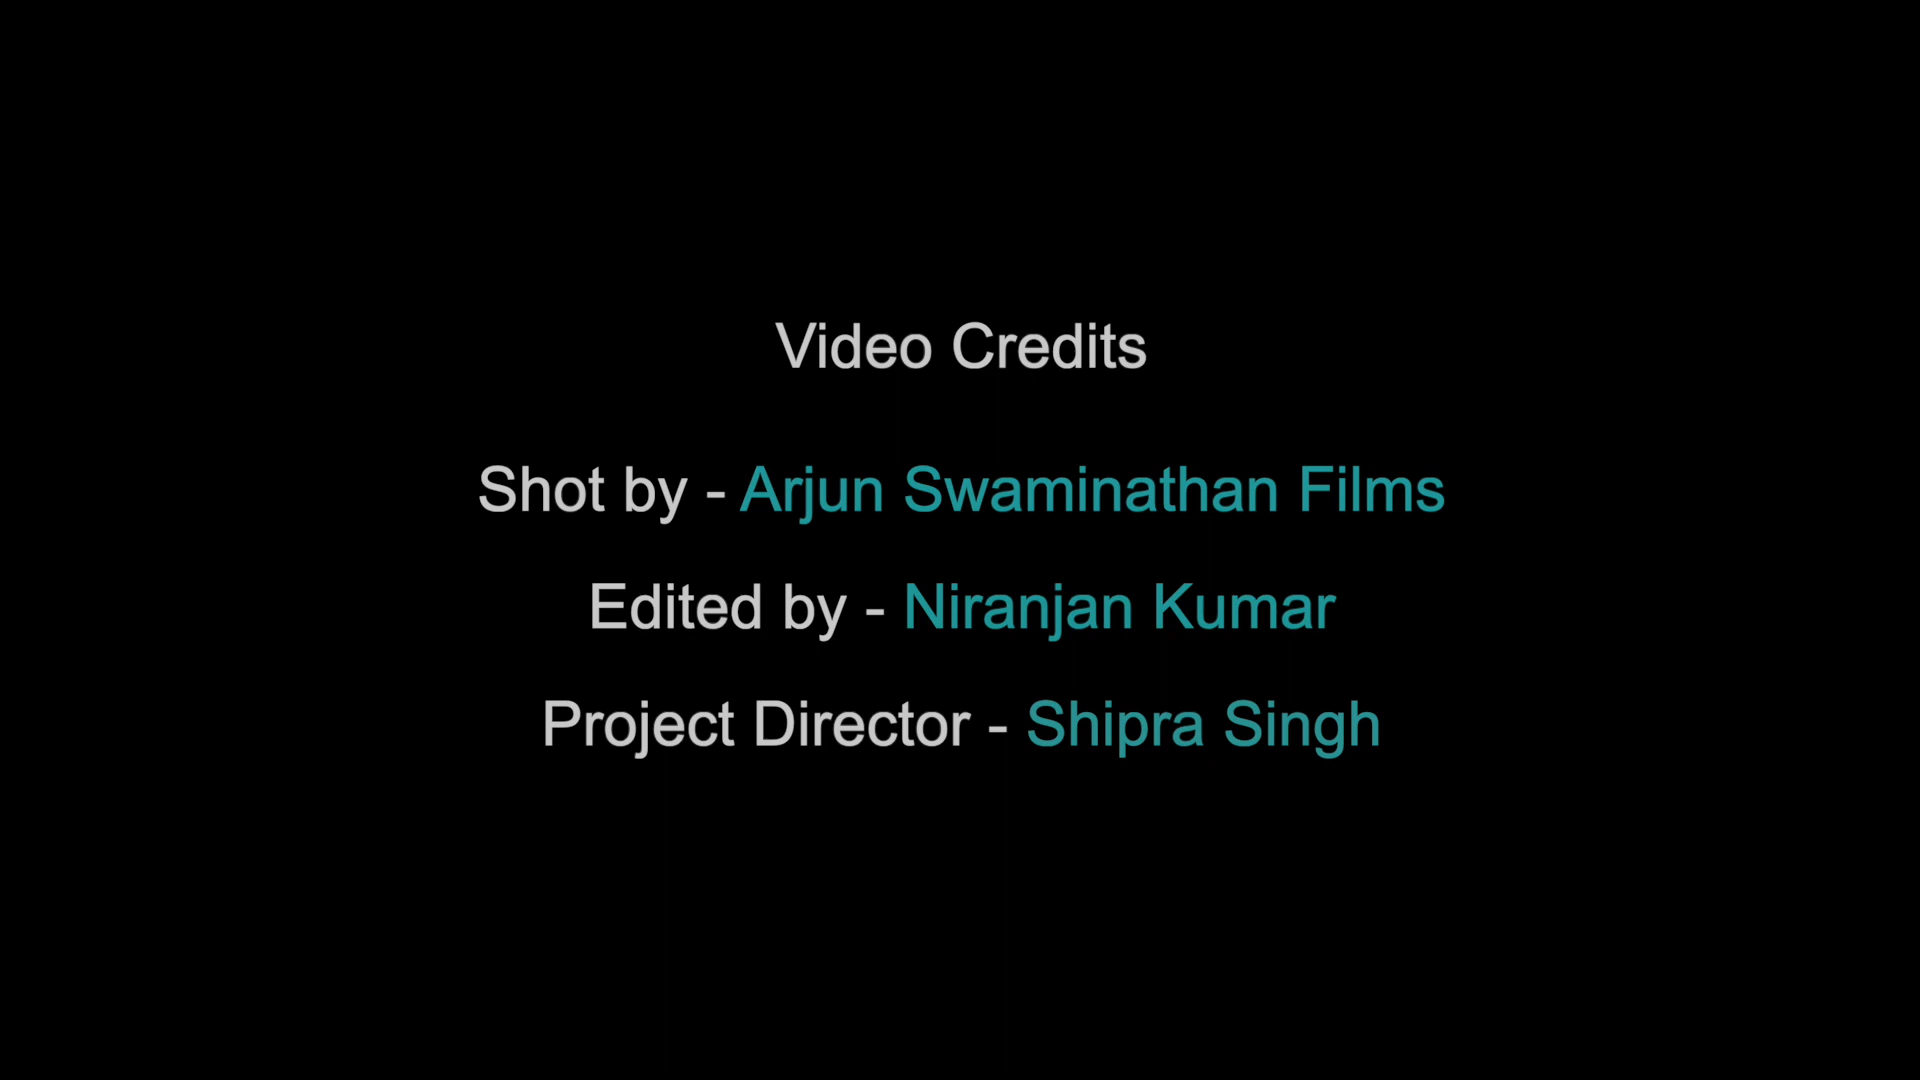 Video Credits
Shot by - Arjun Swaminathan Films
Edited by - Niranjan Kumar
Project Director - Shipra Singh